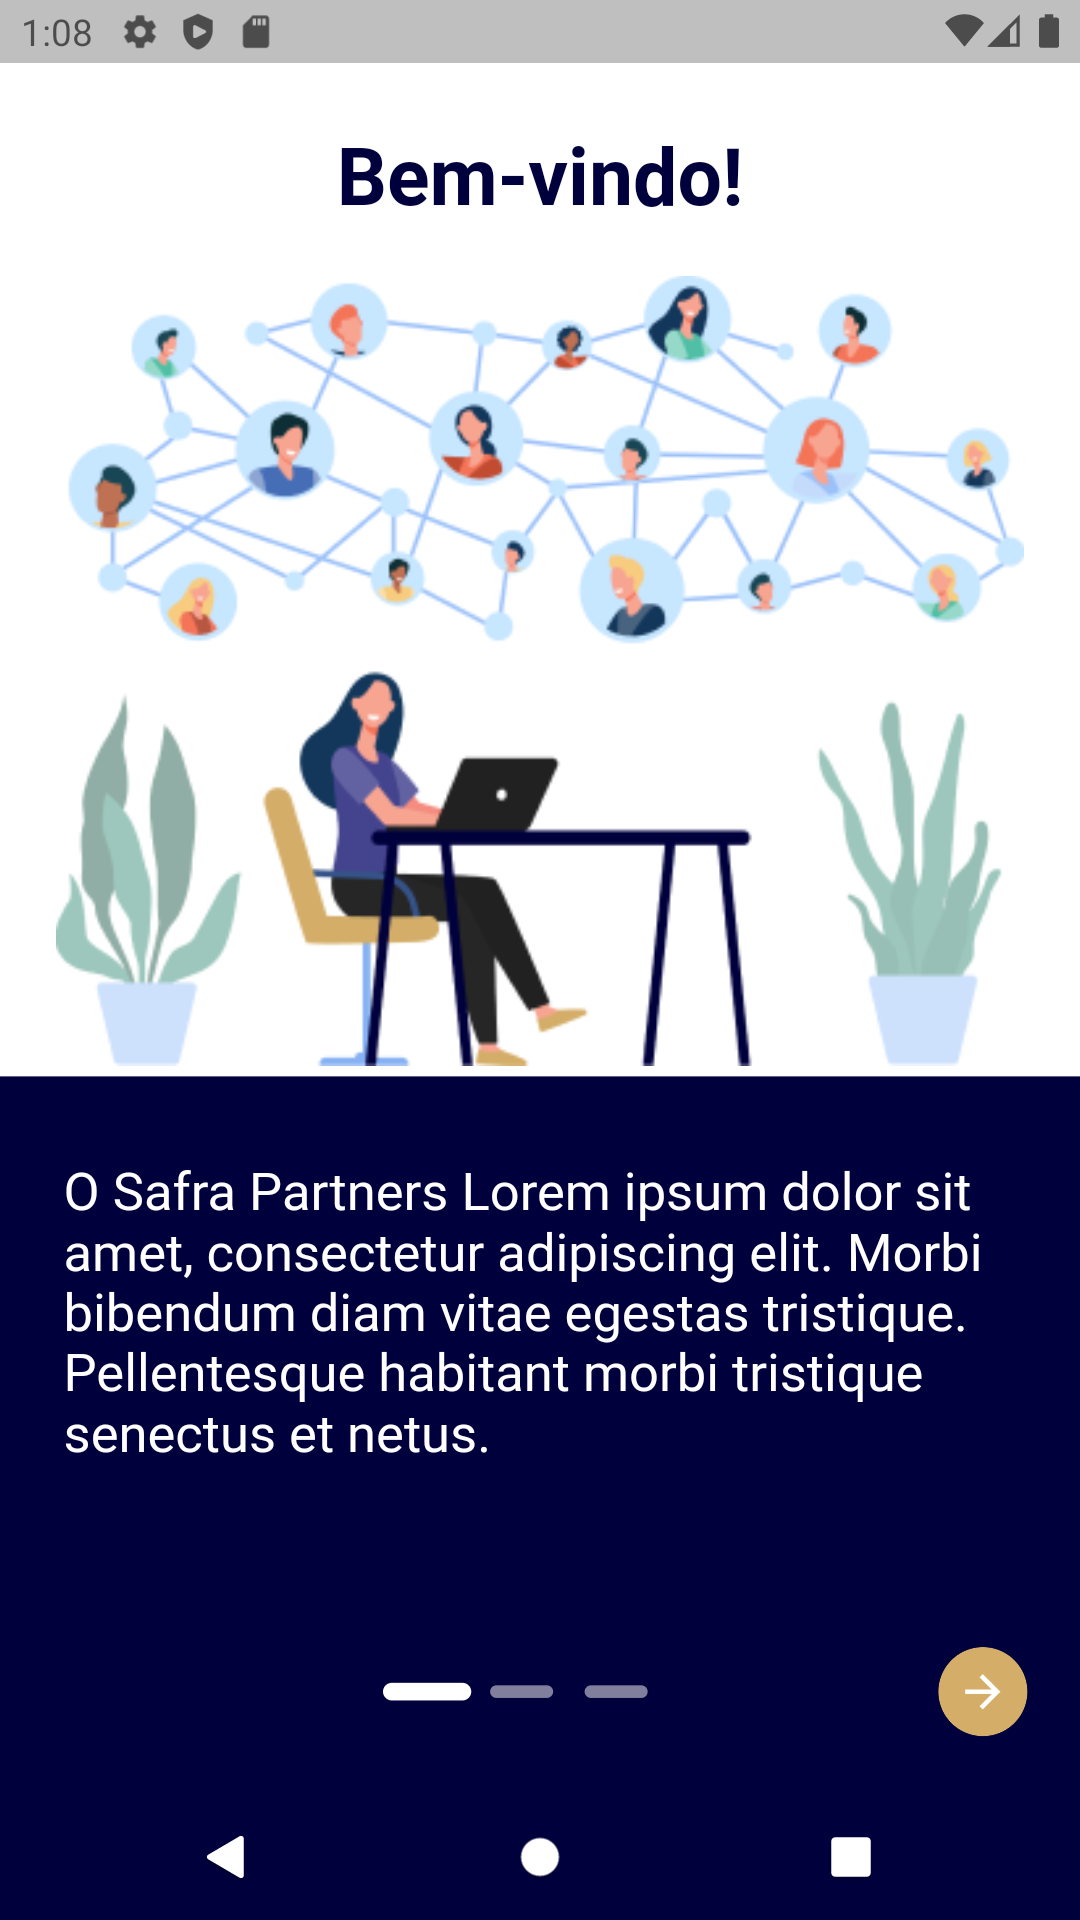 1:08
Bem-vindo!
O Safra Partners Lorem ipsum dolor sit
amet, consectetur adipiscing elit. Morbi
bibendum diam vitae egestas tristique.
Pellentesque habitant morbi tristique
senectus et netus.